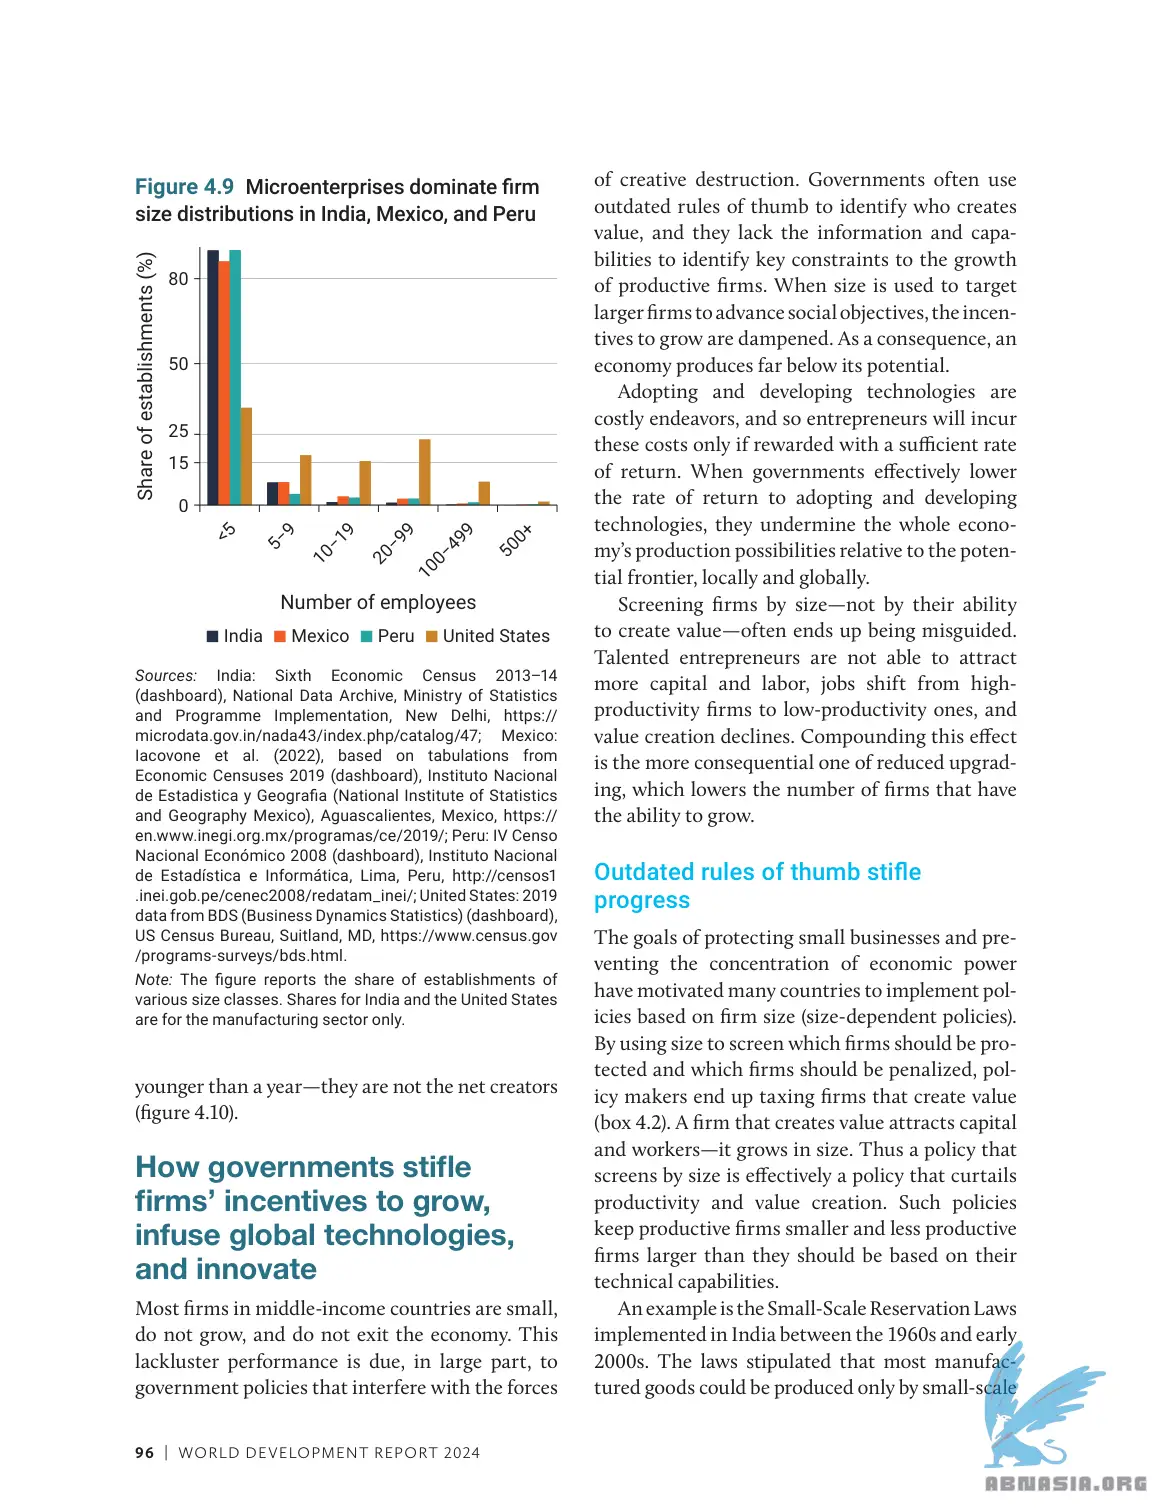 Figure 4.9 Microenterprises dominate firm
size distributions in India, Mexico, and Peru
Share of establishments (%)
80
50
25
15
0
<5
5–9
10–19
20–99
100–499
500+
Number of employees
India Mexico Peru United States
Sources: India: Sixth Economic Census 2013–14
(dashboard), National Data Archive, Ministry of Statistics
and Programme Implementation, New Delhi, https://
microdata.gov.in/nada43/index.php/catalog/47; Mexico:
Iacovone et al. (2022), based on tabulations from
Economic Censuses 2019 (dashboard), Instituto Nacional
de Estadistica y Geografia (National Institute of Statistics
and Geography Mexico), Aguascalientes, Mexico, https://
en.www.inegi.org.mx/programas/ce/2019/; Peru: IV Censo
Nacional Económico 2008 (dashboard), Instituto Nacional
de Estadística e Informática, Lima, Peru, http://censos1
.inei.gob.pe/cenec2008/redatam_inei/; United States: 2019
data from BDS (Business Dynamics Statistics) (dashboard),
US Census Bureau, Suitland, MD, https://www.census.gov
/programs-surveys/bds.html.
Note: The figure reports the share of establishments of
various size classes. Shares for India and the United States
are for the manufacturing sector only.
younger than a year—they are not the net creators
(figure 4.10).
How governments stifle
firms’ incentives to grow,
infuse global technologies,
and innovate
Most firms in middle-income countries are small,
do not grow, and do not exit the economy. This
lackluster performance is due, in large part, to
government policies that interfere with the forces
of creative destruction. Governments often use
outdated rules of thumb to identify who creates
value, and they lack the information and capa-
bilities to identify key constraints to the growth
of productive firms. When size is used to target
larger firms to advance social objectives, the incen-
tives to grow are dampened. As a consequence, an
economy produces far below its potential.
Adopting and developing technologies are
costly endeavors, and so entrepreneurs will incur
these costs only if rewarded with a sufficient rate
of return. When governments effectively lower
the rate of return to adopting and developing
technologies, they undermine the whole econo-
my’s production possibilities relative to the poten-
tial frontier, locally and globally.
Screening firms by size—not by their ability
to create value—often ends up being misguided.
Talented entrepreneurs are not able to attract
more capital and labor, jobs shift from high-
productivity firms to low-productivity ones, and
value creation declines. Compounding this effect
is the more consequential one of reduced upgrad-
ing, which lowers the number of firms that have
the ability to grow.
Outdated rules of thumb stifle
progress
The goals of protecting small businesses and pre-
venting the concentration of economic power
have motivated many countries to implement pol-
icies based on firm size (size-dependent policies).
By using size to screen which firms should be pro-
tected and which firms should be penalized, pol-
icy makers end up taxing firms that create value
(box 4.2). A firm that creates value attracts capital
and workers—it grows in size. Thus a policy that
screens by size is effectively a policy that curtails
productivity and value creation. Such policies
keep productive firms smaller and less productive
firms larger than they should be based on their
technical capabilities.
An example is the Small-Scale Reservation Laws
implemented in India between the 1960s and early
2000s. The laws stipulated that most manufac-
tured goods could be produced only by small-scale
96 | WORLD DEVELOPMENT REPORT 2024
ABNASIA.ORG